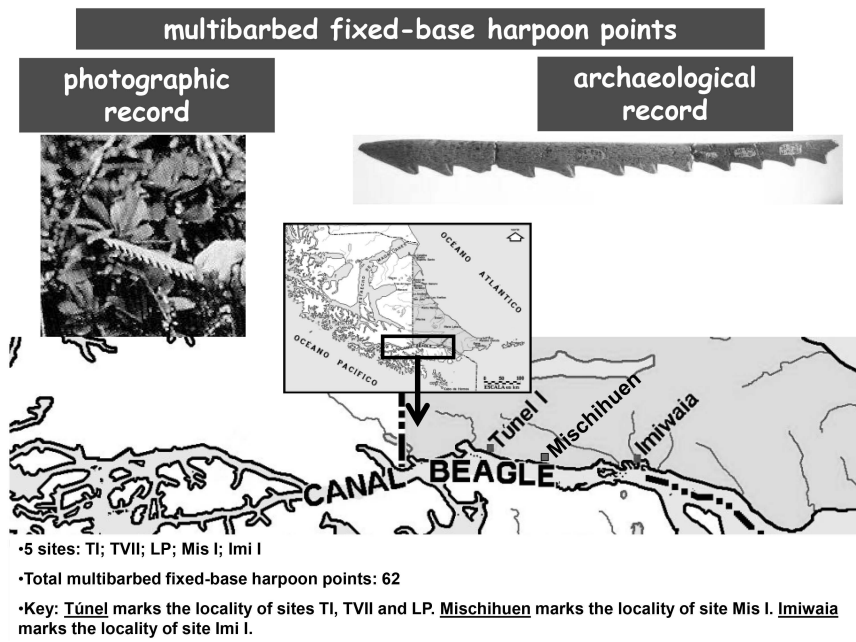 multibarbed fixed-base harpoon points
photographic
record
archaeological
record
OCEANO ATLANTICO
OCEANO PACIFICO
ESCALA en km
Túnel I
Mischihuen
Imiwaia
CANAL BEAGLE
•5 sites: TI; TVII; LP; Mis I; Imi I
•Total multibarbed fixed-base harpoon points: 62
•Key: Túnel marks the locality of sites TI, TVII and LP. Mischihuen marks the locality of site Mis I. Imiwaia
marks the locality of site Imi I.